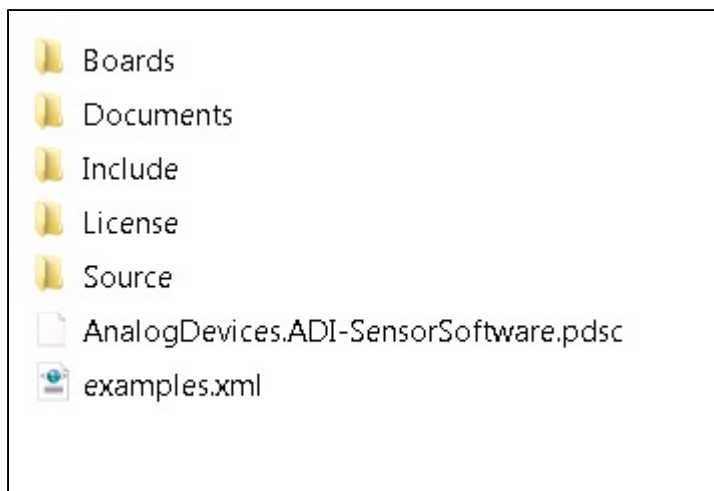 Boards
Documents
Include
License
Source
AnalogDevices.ADI-SensorSoftware.pdsc
examples.xml